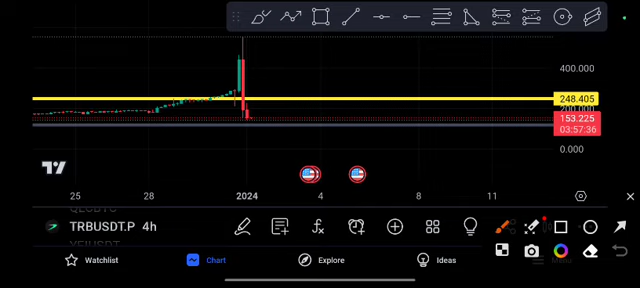 400.000
248.405
200.000
153.225
03:57:36
0.000
25 28 2024 4 8 11
TRBUSDT.P 4h
Watchlist Chart Explore Ideas